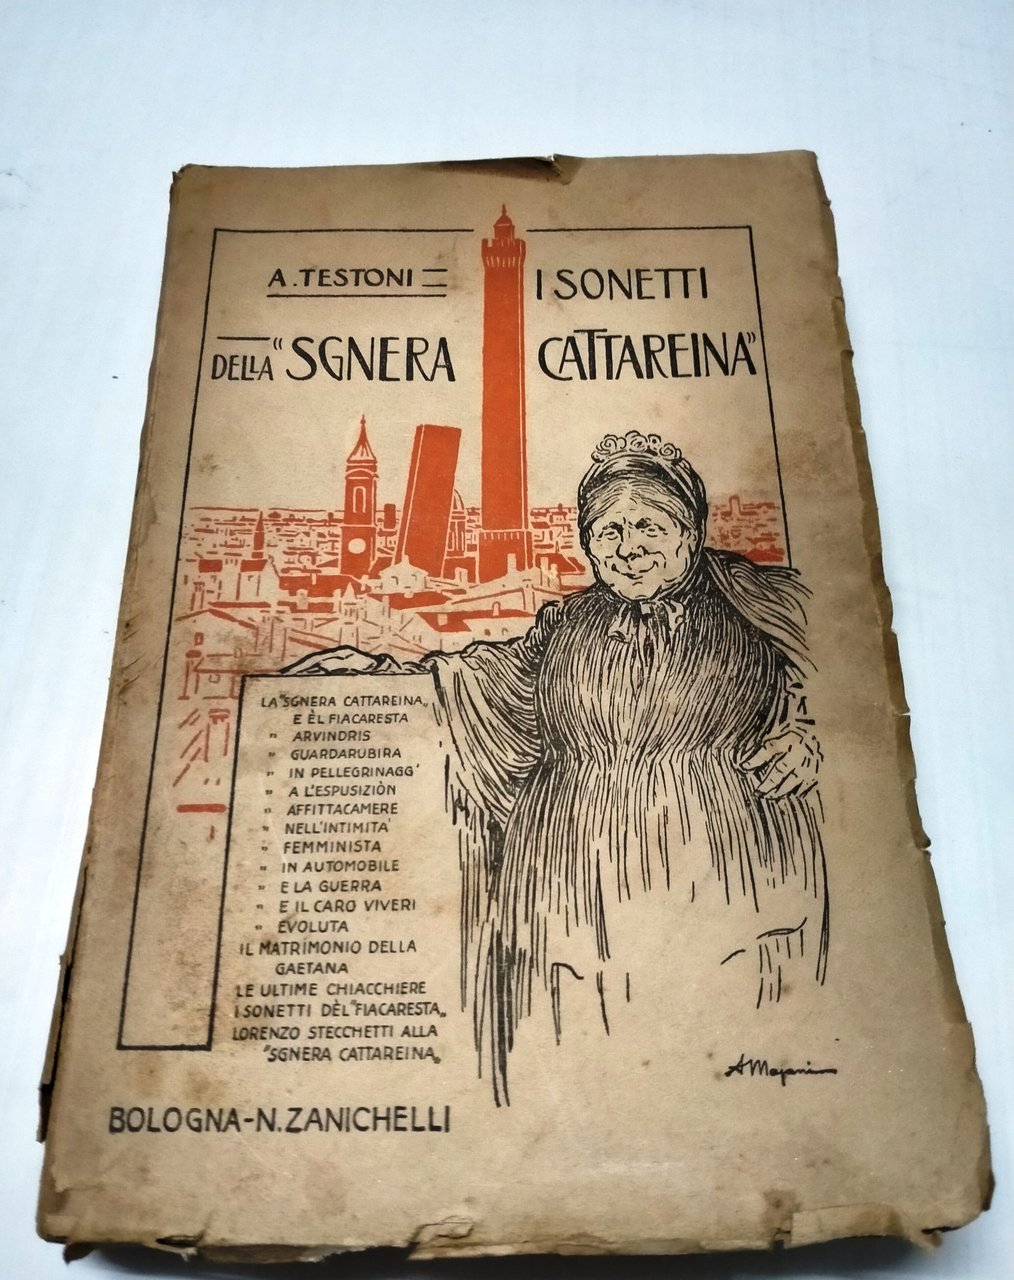 A. TESTONI = I SONETTI
DELLA "SGNERA CATTAREINA"
LA "SGNERA CATTAREINA„
E ÈL FIACARESTA
„ ARVINDRIS
„ GUARDARUBIRA
„ IN PELLEGRINAGG'
„ A L'ESPUSIZIÒN
„ AFFITTACAMERE
„ NELL'INTIMITA'
„ FEMMINISTA
„ IN AUTOMOBILE
„ E LA GUERRA
„ E IL CARO VIVERI
„ EVOLUTA
IL MATRIMONIO DELLA
GAETANA
LE ULTIME CHIACCHIERE
I SONETTI DÈL "FIACARESTA„
LORENZO STECCHETTI ALLA
"SGNERA CATTAREINA„
A Majani
BOLOGNA-N. ZANICHELLI